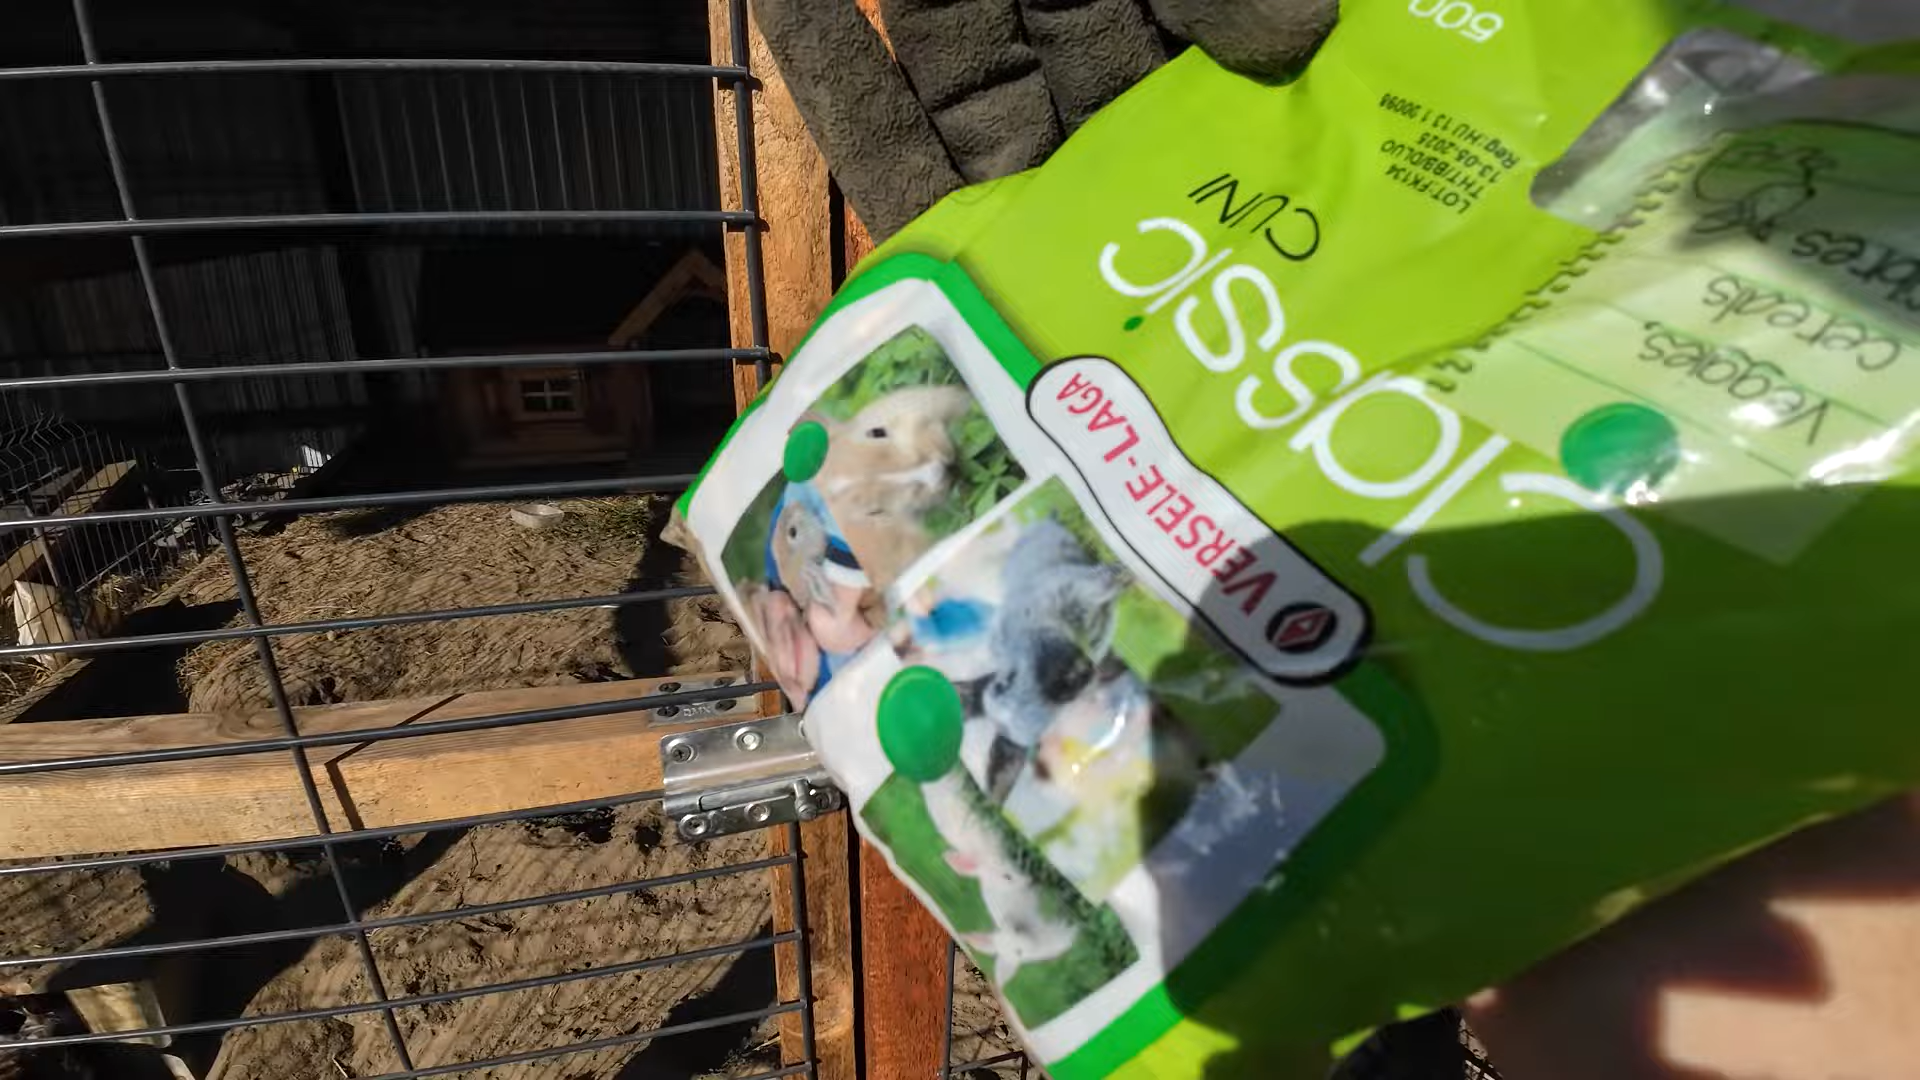 VERSELE-LAGA
classic
CUNI
LOT:FK134
THT/BB/DLUO
13-05-2025
Reg:HU 13 1 20098
500
Veggies,
cereals